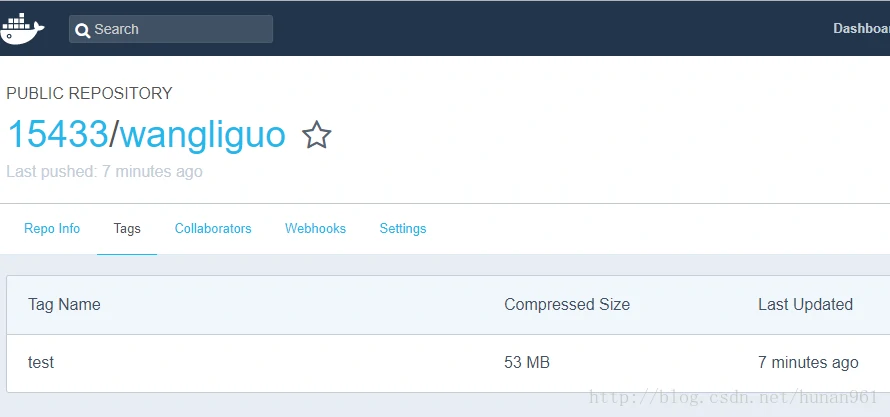 Search
Dashboar
PUBLIC REPOSITORY
15433/wangliguo
Last pushed: 7 minutes ago
Repo Info Tags Collaborators Webhooks Settings
Tag Name Compressed Size Last Updated
test 53 MB 7 minutes ago
http://blog.csdn.net/hunan961